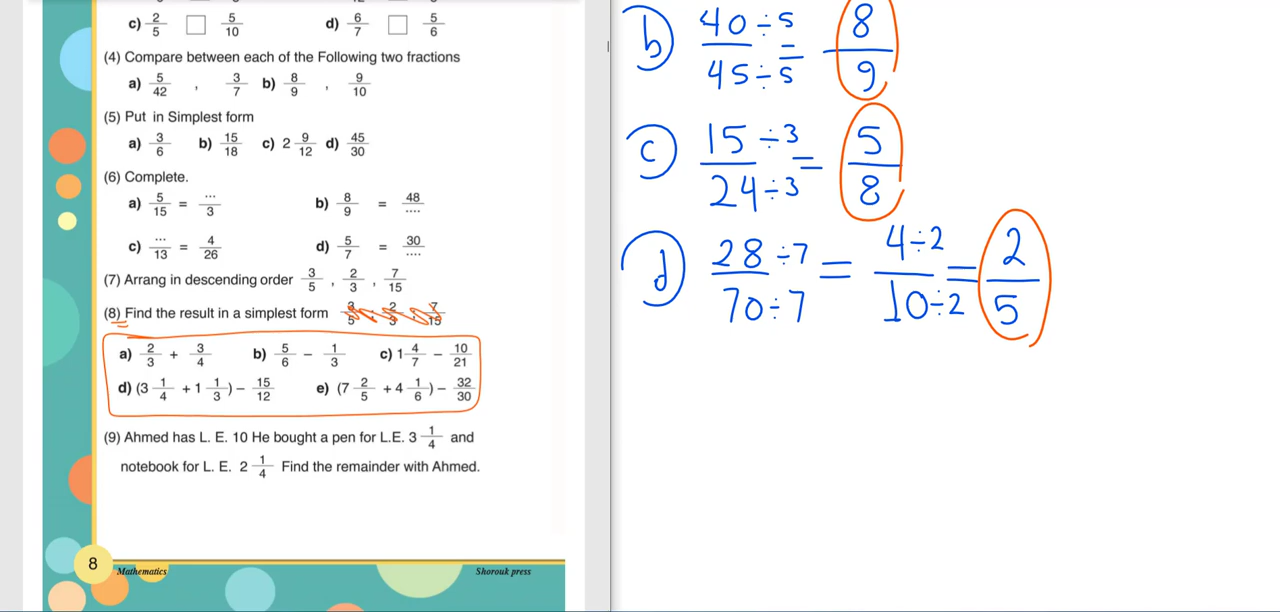 c) 2/5 □ 5/10 d) 6/7 □ 5/6
(4) Compare between each of the Following two fractions
a) 5/42 , 3/7 b) 8/9 , 9/10
(5) Put in Simplest form
a) 3/6 b) 15/18 c) 2 9/12 d) 45/30
(6) Complete.
a) 5/15 = .../3 b) 8/9 = 48/....
c) .../13 = 4/26 d) 5/7 = 30/....
(7) Arrang in descending order 3/5 , 2/3 , 7/15
(8) Find the result in a simplest form 3/5 , 2/3 , 7/15
a) 2/3 + 3/4 b) 5/6 − 1/3 c) 1 4/7 − 10/21
d) (3 1/4 + 1 1/3) − 15/12 e) (7 2/5 + 4 1/6) − 32/30
(9) Ahmed has L. E. 10 He bought a pen for L.E. 3 1/4 and
notebook for L. E. 2 1/4 Find the remainder with Ahmed.
8 Mathematics Shorouk press
b) 40÷5/45÷5 = 8/9
c) 15÷3/24÷3 = 5/8
d) 28÷7/70÷7 = 4÷2/10÷2 = 2/5